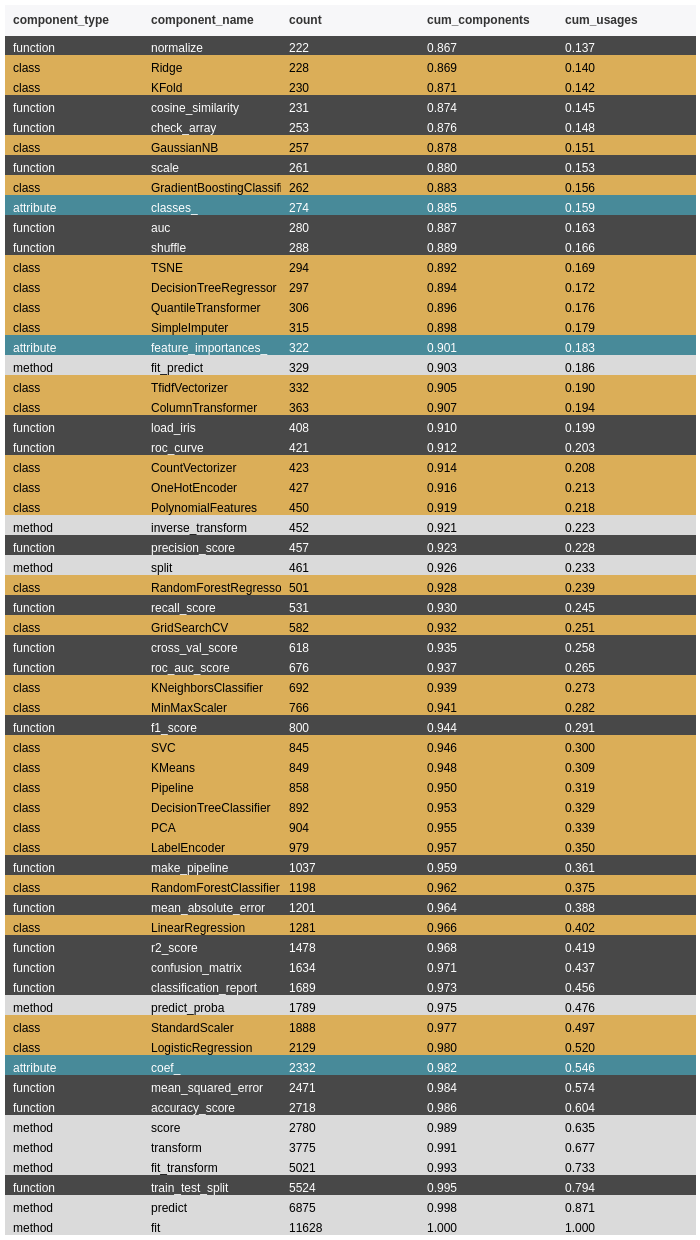 component_type component_name count cum_components cum_usages
function normalize 222 0.867 0.137
class Ridge 228 0.869 0.140
class KFold 230 0.871 0.142
function cosine_similarity 231 0.874 0.145
function check_array 253 0.876 0.148
class GaussianNB 257 0.878 0.151
function scale 261 0.880 0.153
class GradientBoostingClassifi 262 0.883 0.156
attribute classes_ 274 0.885 0.159
function auc 280 0.887 0.163
function shuffle 288 0.889 0.166
class TSNE 294 0.892 0.169
class DecisionTreeRegressor 297 0.894 0.172
class QuantileTransformer 306 0.896 0.176
class SimpleImputer 315 0.898 0.179
attribute feature_importances_ 322 0.901 0.183
method fit_predict 329 0.903 0.186
class TfidfVectorizer 332 0.905 0.190
class ColumnTransformer 363 0.907 0.194
function load_iris 408 0.910 0.199
function roc_curve 421 0.912 0.203
class CountVectorizer 423 0.914 0.208
class OneHotEncoder 427 0.916 0.213
class PolynomialFeatures 450 0.919 0.218
method inverse_transform 452 0.921 0.223
function precision_score 457 0.923 0.228
method split 461 0.926 0.233
class RandomForestRegresso 501 0.928 0.239
function recall_score 531 0.930 0.245
class GridSearchCV 582 0.932 0.251
function cross_val_score 618 0.935 0.258
function roc_auc_score 676 0.937 0.265
class KNeighborsClassifier 692 0.939 0.273
class MinMaxScaler 766 0.941 0.282
function f1_score 800 0.944 0.291
class SVC 845 0.946 0.300
class KMeans 849 0.948 0.309
class Pipeline 858 0.950 0.319
class DecisionTreeClassifier 892 0.953 0.329
class PCA 904 0.955 0.339
class LabelEncoder 979 0.957 0.350
function make_pipeline 1037 0.959 0.361
class RandomForestClassifier 1198 0.962 0.375
function mean_absolute_error 1201 0.964 0.388
class LinearRegression 1281 0.966 0.402
function r2_score 1478 0.968 0.419
function confusion_matrix 1634 0.971 0.437
function classification_report 1689 0.973 0.456
method predict_proba 1789 0.975 0.476
class StandardScaler 1888 0.977 0.497
class LogisticRegression 2129 0.980 0.520
attribute coef_ 2332 0.982 0.546
function mean_squared_error 2471 0.984 0.574
function accuracy_score 2718 0.986 0.604
method score 2780 0.989 0.635
method transform 3775 0.991 0.677
method fit_transform 5021 0.993 0.733
function train_test_split 5524 0.995 0.794
method predict 6875 0.998 0.871
method fit 11628 1.000 1.000